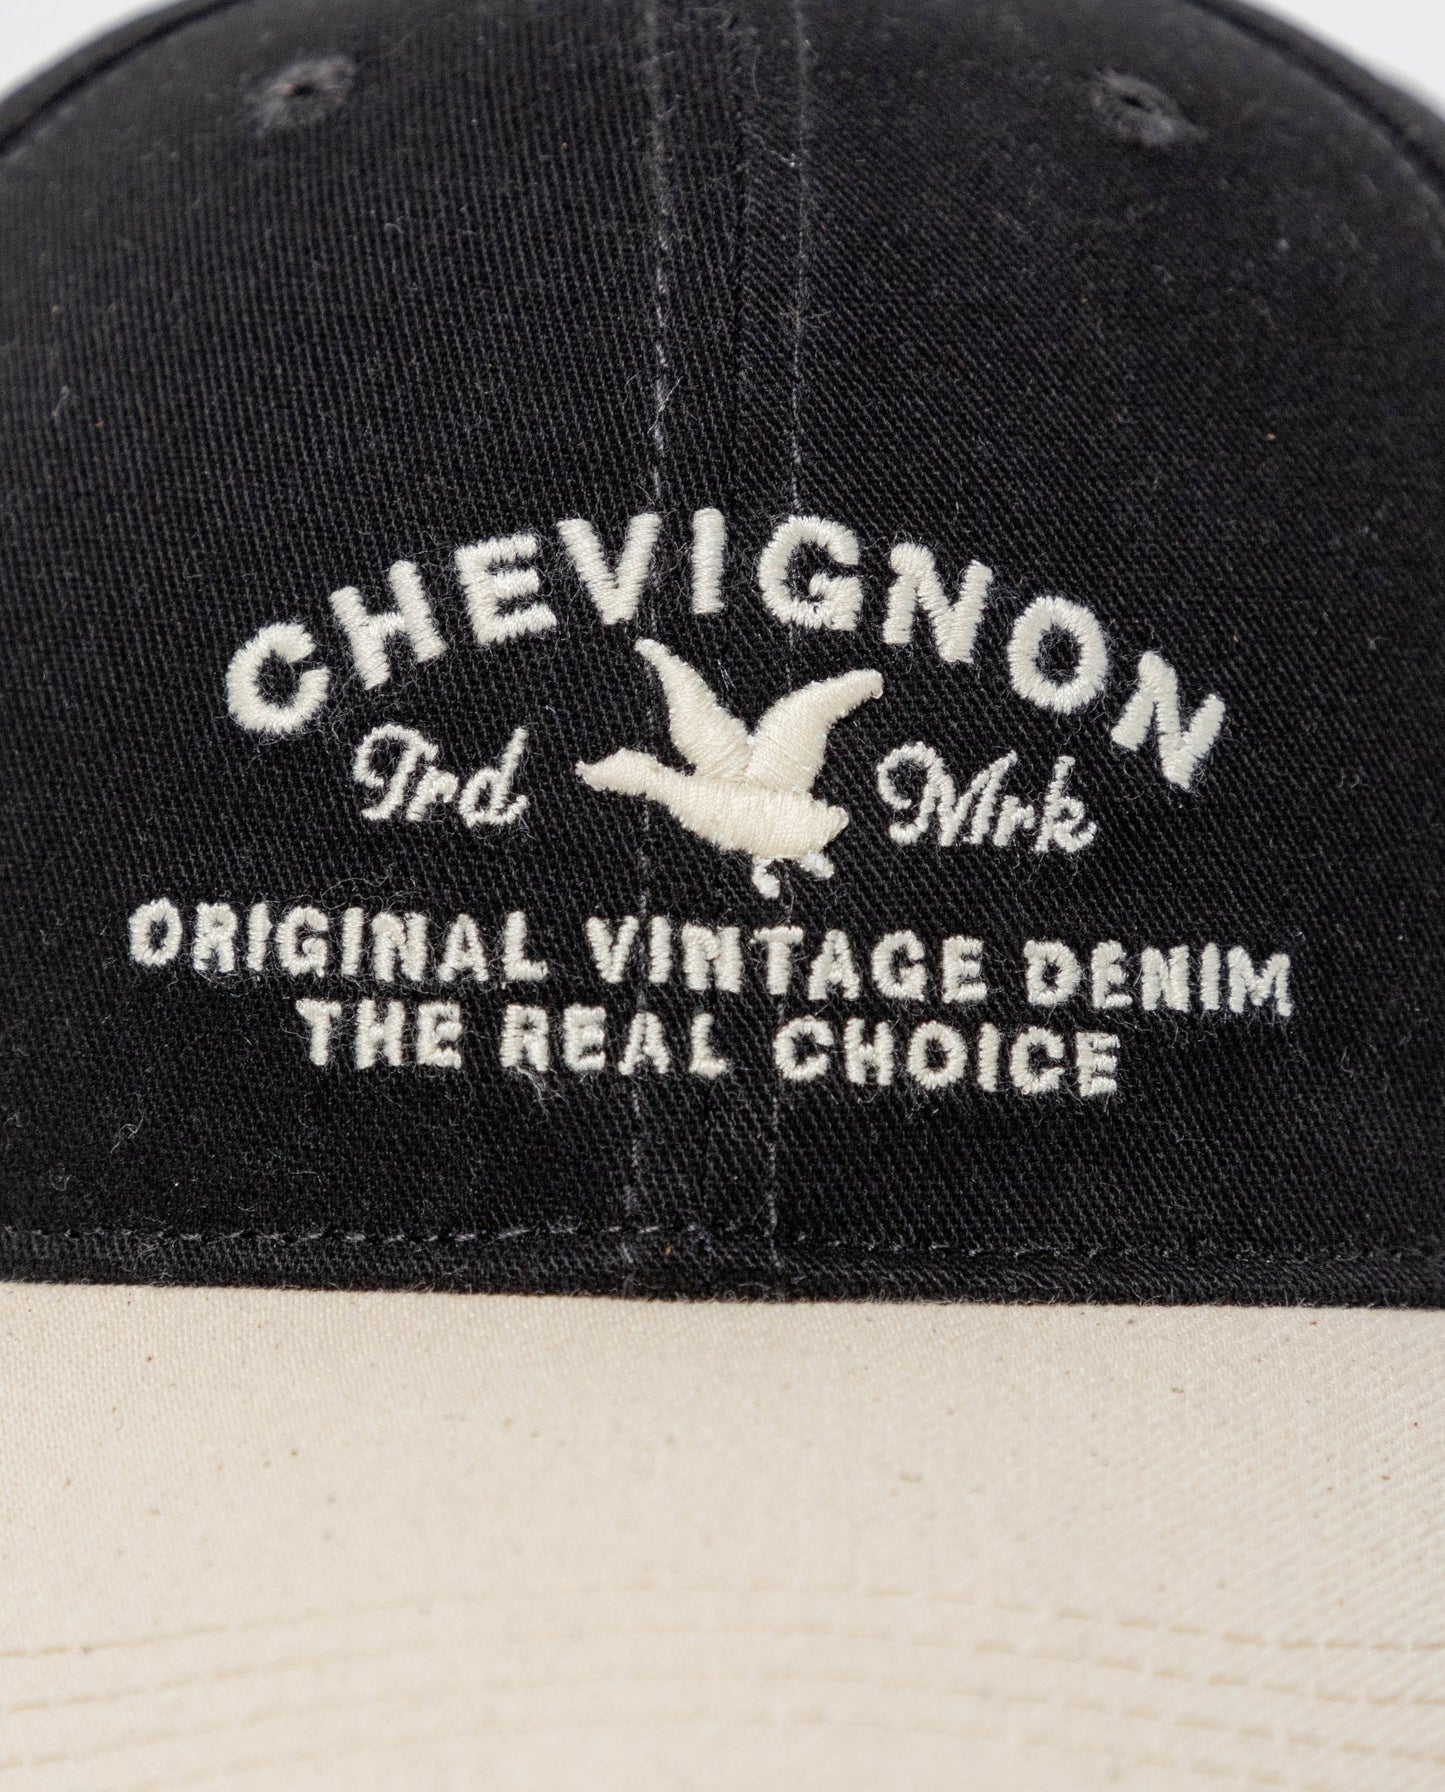 CHEVIGNON
Trd Mrk
ORIGINAL VINTAGE DENIM
THE REAL CHOICE